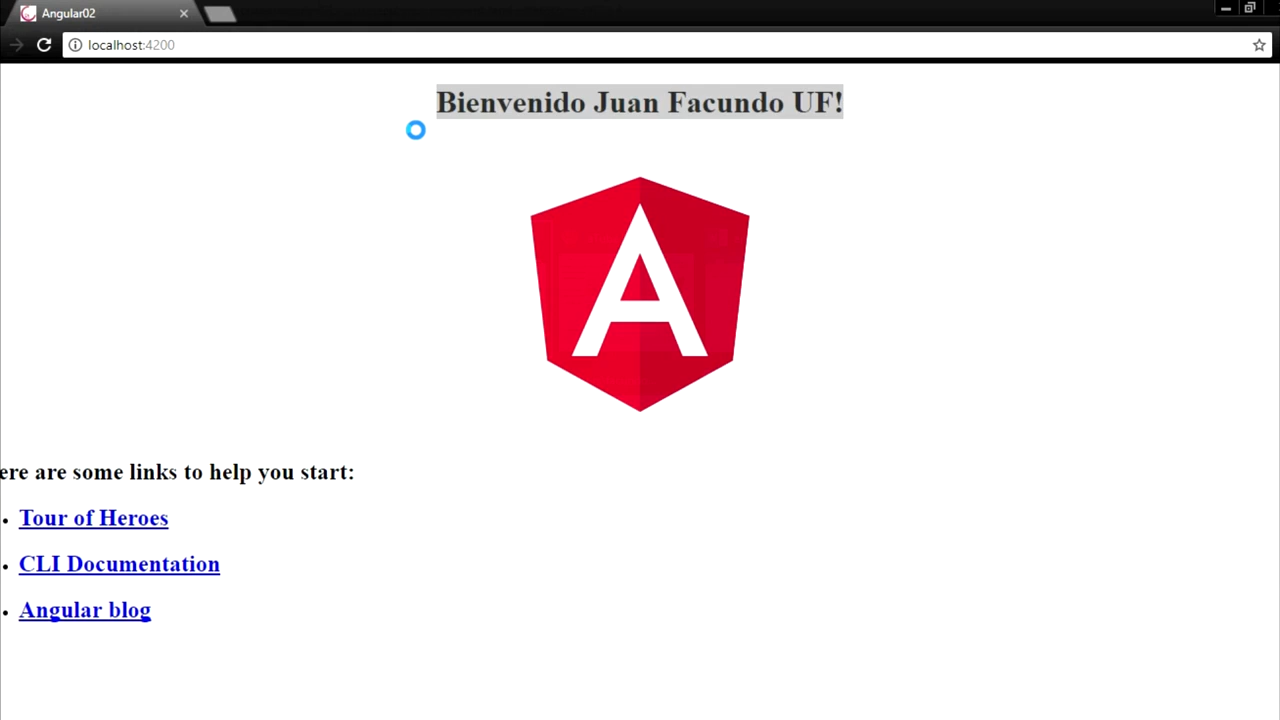 Angular02
localhost:4200
Bienvenido Juan Facundo UF!
A
ere are some links to help you start:
Tour of Heroes
CLI Documentation
Angular blog